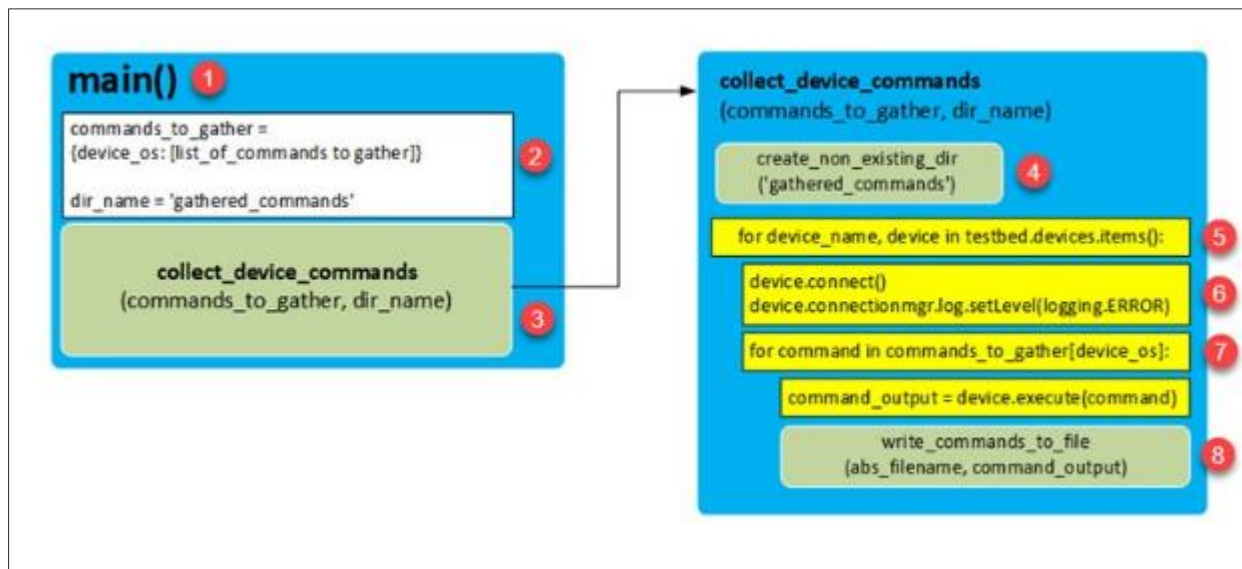 main() 1
commands_to_gather =
{device_os: [list_of_commands to gather]}
2
dir_name = 'gathered_commands'
collect_device_commands
(commands_to_gather, dir_name)
3
collect_device_commands
(commands_to_gather, dir_name)
create_non_existing_dir
('gathered_commands')
4
for device_name, device in testbed.devices.items():
5
device.connect()
device.connectionmgr.log.setLevel(logging.ERROR)
6
for command in commands_to_gather[device_os]:
7
command_output = device.execute(command)
write_commands_to_file
(abs_filename, command_output)
8